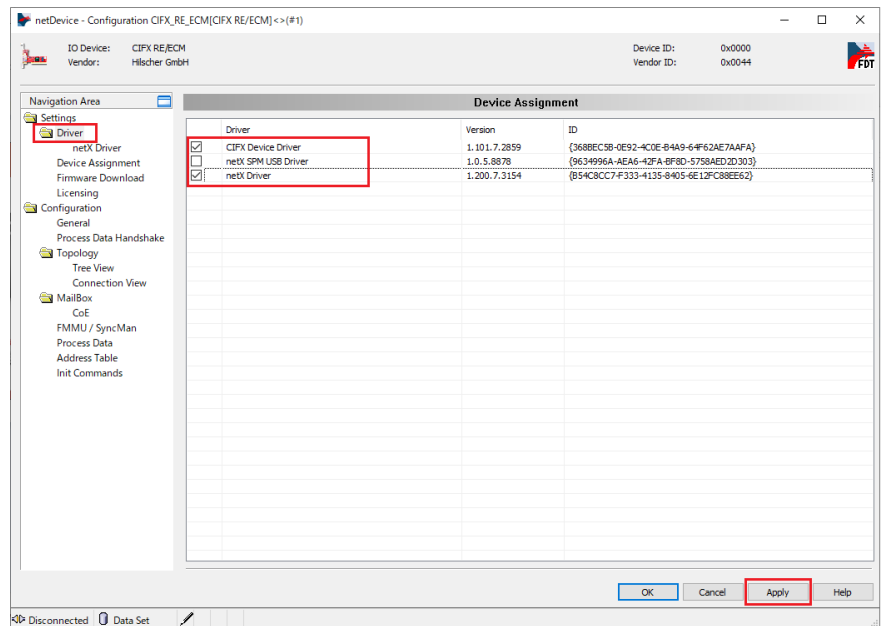 netDevice - Configuration CIFX_RE_ECM[CIFX RE/ECM]<>(#1)
IO Device: CIFX RE/ECM Device ID: 0x0000
Vendor: Hilscher GmbH Vendor ID: 0x0044
FDT
Navigation Area
Device Assignment
Settings
Driver
netX Driver
Device Assignment
Firmware Download
Licensing
Configuration
General
Process Data Handshake
Topology
Tree View
Connection View
MailBox
CoE
FMMU / SyncMan
Process Data
Address Table
Init Commands
Driver Version ID
CIFX Device Driver 1.101.7.2859 {368BEC5B-0E92-4C0E-B4A9-64F62AE7AAFA}
netX SPM USB Driver 1.0.5.8878 {9634996A-AEA6-42FA-BF8D-5758AED2D303}
netX Driver 1.200.7.3154 {B54C8CC7-F333-4135-8405-6E12FC88EE62}
OK Cancel Apply Help
Disconnected Data Set